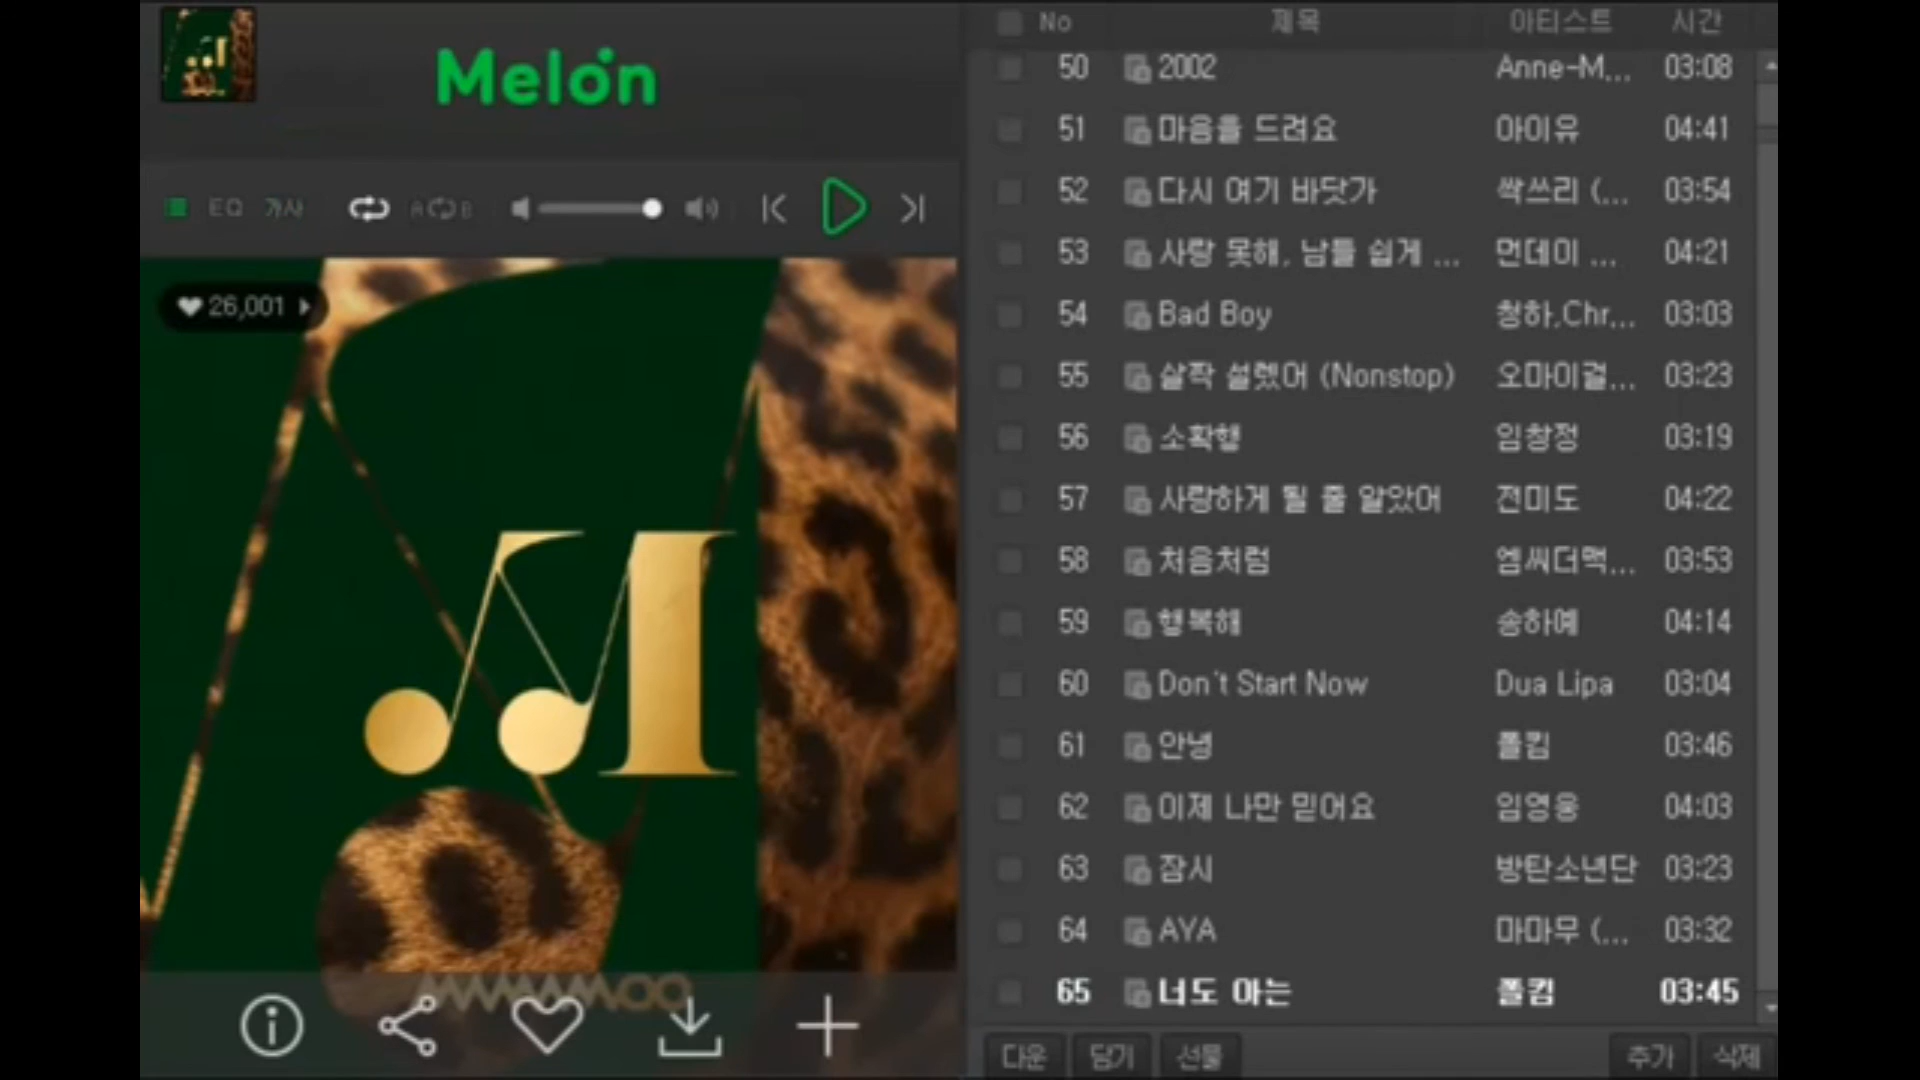 Melon
EQ 가사 A B
26,001
MAMAMOO
No 제목 아티스트 시간
50 2002 Anne-M... 03:08
51 마음을 드려요 아이유 04:41
52 다시 여기 바닷가 싹쓰리 (... 03:54
53 사랑 못해, 남들 쉽게 ... 먼데이 ... 04:21
54 Bad Boy 청하,Chr... 03:03
55 살짝 설렜어 (Nonstop) 오마이걸... 03:23
56 소확행 임창정 03:19
57 사랑하게 될 줄 알았어 전미도 04:22
58 처음처럼 엠씨더맥... 03:53
59 행복해 송하예 04:14
60 Don't Start Now Dua Lipa 03:04
61 안녕 폴킴 03:46
62 이제 나만 믿어요 임영웅 04:03
63 잠시 방탄소년단 03:23
64 AYA 마마무 (... 03:32
65 너도 아는 폴킴 03:45
다운 담기 선물 추가 삭제